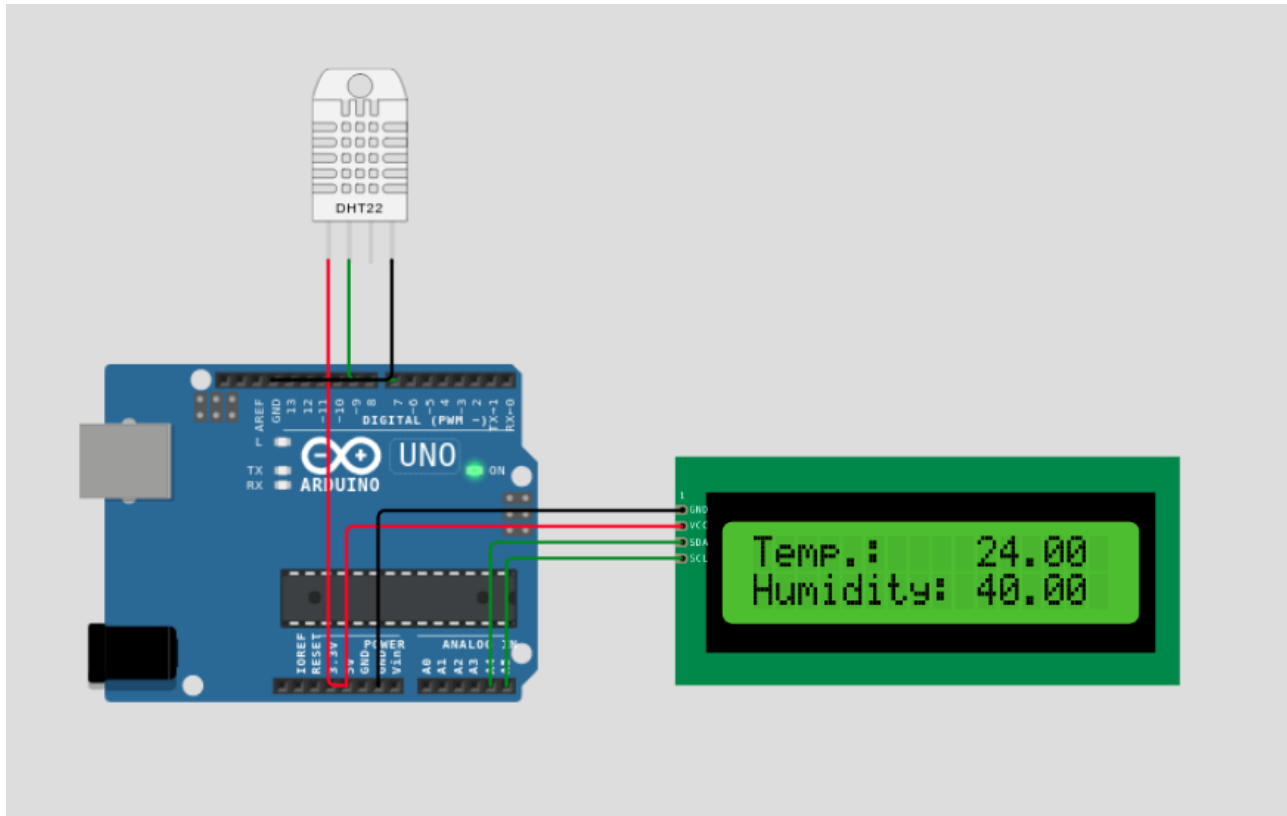 DHT22
AREF
GND
13
12
~11
~10
~9
8
7
~6
~5
4
~3
2
TX→1
RX←0
DIGITAL (PWM ~)
L
TX
RX
UNO
ON
ARDUINO
1
GND
VCC
SDA
SCL
Temp.: 24.00
Humidity: 40.00
IOREF
RESET
3.3V
5V
GND
GND
Vin
POWER
ANALOG IN
A0
A1
A2
A3
A4
A5